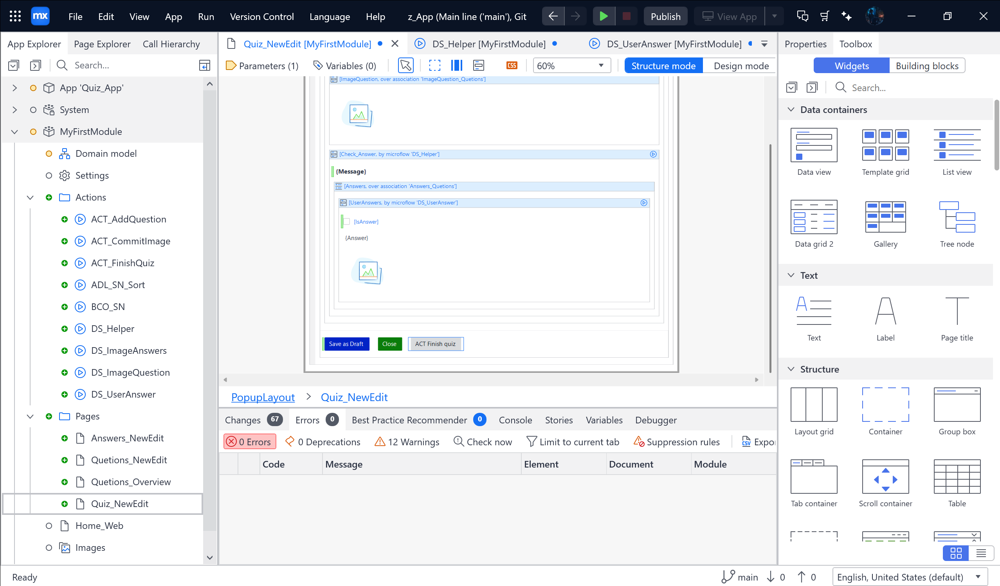 mx File Edit View App Run Version Control Language Help z_App (Main line ('main'), Git Publish View App
App Explorer Page Explorer Call Hierarchy
Search...
App 'Quiz_App'
System
MyFirstModule
Domain model
Settings
Actions
ACT_AddQuestion
ACT_CommitImage
ACT_FinishQuiz
ADL_SN_Sort
BCO_SN
DS_Helper
DS_ImageAnswers
DS_ImageQuestion
DS_UserAnswer
Pages
Answers_NewEdit
Quetions_NewEdit
Quetions_Overview
Quiz_NewEdit
Home_Web
Images
Quiz_NewEdit [MyFirstModule] DS_Helper [MyFirstModule] DS_UserAnswer [MyFirstModule]
Parameters (1) Variables (0) CSS 60% Structure mode Design mode
[ImageQuestion, over association 'ImageQuestion_Quetions']
[Check_Answer, by microflow 'DS_Helper']
{Message}
[Answers, over association 'Answers_Quetions']
[UserAnswers, by microflow 'DS_UserAnswer']
[IsAnswer]
{Answer}
Save as Draft Close ACT Finish quiz
PopupLayout > Quiz_NewEdit
Changes 67 Errors 0 Best Practice Recommender 0 Console Stories Variables Debugger
0 Errors 0 Deprecations 12 Warnings Check now Limit to current tab Suppression rules CSV Expor
Code Message Element Document Module
Properties Toolbox
Widgets Building blocks
Search...
Data containers
Data view Template grid List view
Data grid 2 Gallery Tree node
Text
Text Label Page title
Structure
Layout grid Container Group box
Tab container Scroll container Table
Ready main 0 0 English, United States (default)